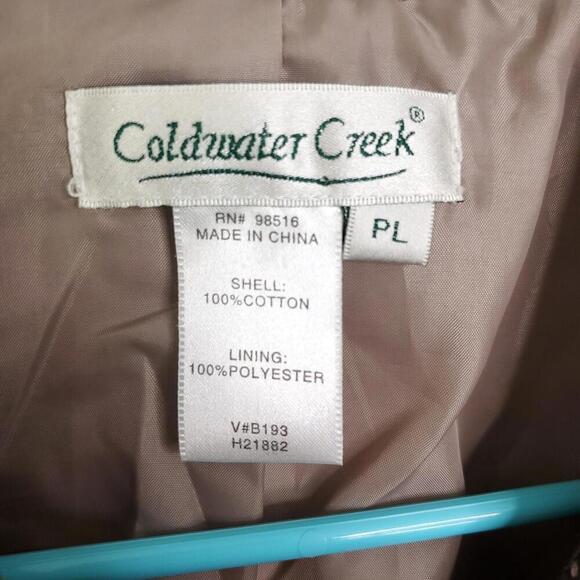 Coldwater Creek®
RN# 98516
MADE IN CHINA
PL
SHELL:
100%COTTON
LINING:
100%POLYESTER
V#B193
H21882